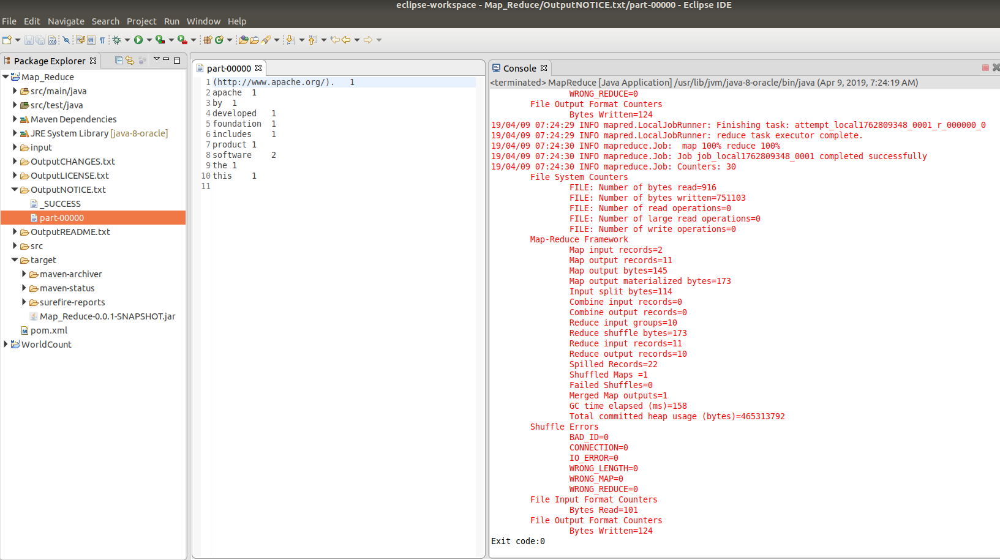 eclipse-workspace - Map_Reduce/OutputNOTICE.txt/part-00000 - Eclipse IDE
File Edit Navigate Search Project Run Window Help
Package Explorer
Map_Reduce
src/main/java
src/test/java
Maven Dependencies
JRE System Library [java-8-oracle]
input
OutputCHANGES.txt
OutputLICENSE.txt
OutputNOTICE.txt
_SUCCESS
part-00000
OutputREADME.txt
src
target
maven-archiver
maven-status
surefire-reports
Map_Reduce-0.0.1-SNAPSHOT.jar
pom.xml
WorldCount
part-00000
1 (http://www.apache.org/). 1
2 apache 1
3 by 1
4 developed 1
5 foundation 1
6 includes 1
7 product 1
8 software 2
9 the 1
10 this 1
11
Console
<terminated> MapReduce [Java Application] /usr/lib/jvm/java-8-oracle/bin/java (Apr 9, 2019, 7:24:19 AM)
WRONG_REDUCE=0
File Output Format Counters
Bytes Written=124
19/04/09 07:24:29 INFO mapred.LocalJobRunner: Finishing task: attempt_local1762809348_0001_r_000000_0
19/04/09 07:24:29 INFO mapred.LocalJobRunner: reduce task executor complete.
19/04/09 07:24:30 INFO mapreduce.Job:  map 100% reduce 100%
19/04/09 07:24:30 INFO mapreduce.Job: Job job_local1762809348_0001 completed successfully
19/04/09 07:24:30 INFO mapreduce.Job: Counters: 30
File System Counters
FILE: Number of bytes read=916
FILE: Number of bytes written=751103
FILE: Number of read operations=0
FILE: Number of large read operations=0
FILE: Number of write operations=0
Map-Reduce Framework
Map input records=2
Map output records=11
Map output bytes=145
Map output materialized bytes=173
Input split bytes=114
Combine input records=0
Combine output records=0
Reduce input groups=10
Reduce shuffle bytes=173
Reduce input records=11
Reduce output records=10
Spilled Records=22
Shuffled Maps =1
Failed Shuffles=0
Merged Map outputs=1
GC time elapsed (ms)=158
Total committed heap usage (bytes)=465313792
Shuffle Errors
BAD_ID=0
CONNECTION=0
IO_ERROR=0
WRONG_LENGTH=0
WRONG_MAP=0
WRONG_REDUCE=0
File Input Format Counters
Bytes Read=101
File Output Format Counters
Bytes Written=124
Exit code:0